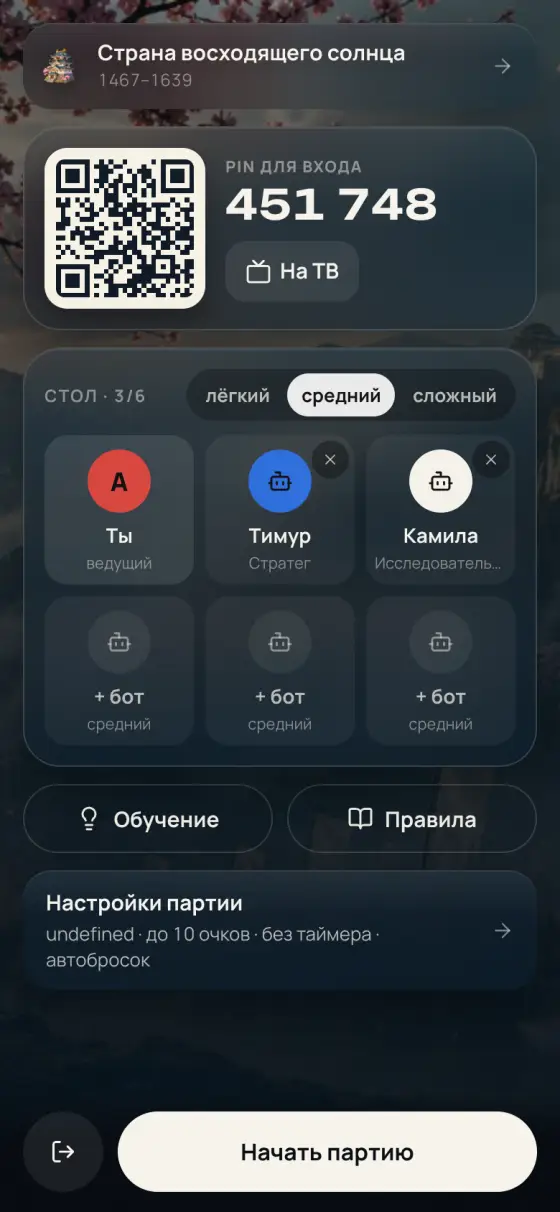 Страна восходящего солнца
1467–1639
PIN ДЛЯ ВХОДА
451 748
На ТВ
СТОЛ · 3/6
лёгкий
средний
сложный
А
Ты
ведущий
Тимур
Стратег
Камила
Исследователь…
+ бот
средний
+ бот
средний
+ бот
средний
Обучение
Правила
Настройки партии
undefined · до 10 очков · без таймера ·
автобросок
Начать партию